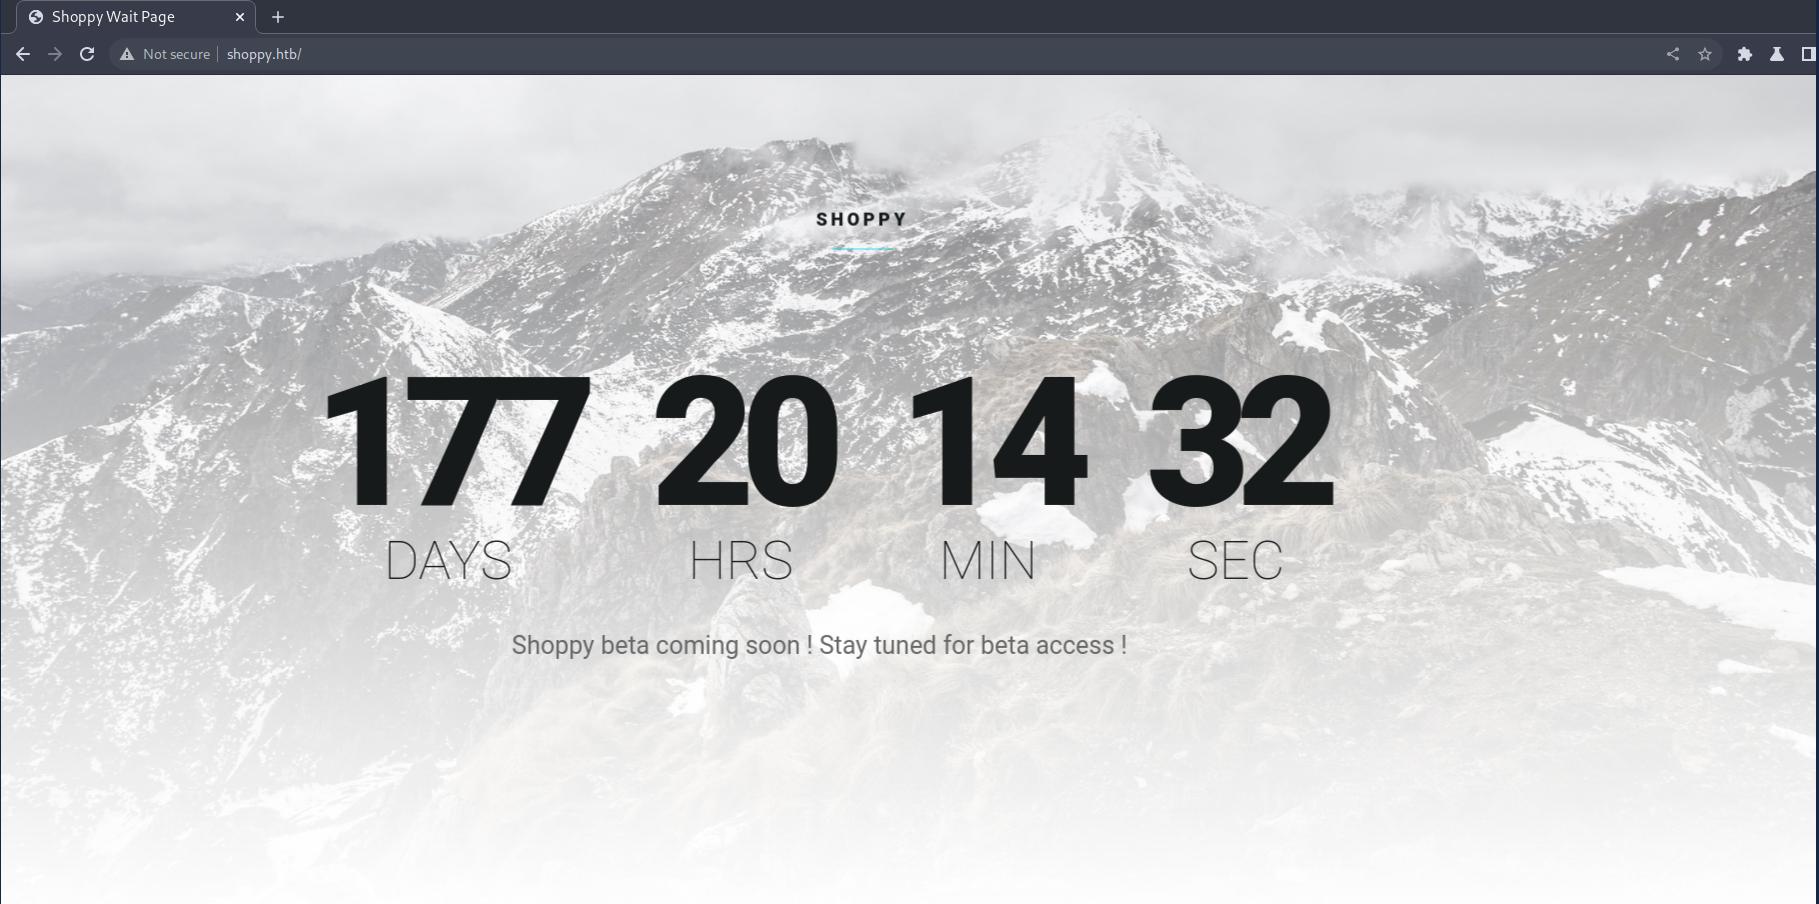 Shoppy Wait Page
Not secure shoppy.htb/
SHOPPY
177 20 14 32
DAYS HRS MIN SEC
Shoppy beta coming soon ! Stay tuned for beta access !